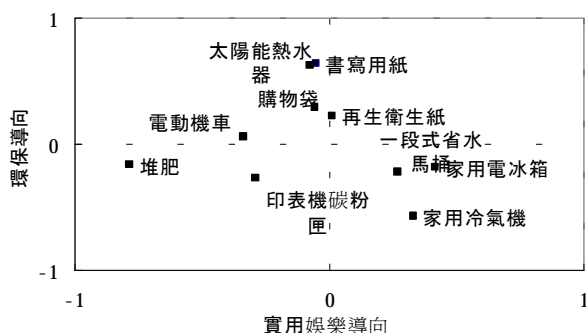 1
太陽能熱水
器
書寫用紙
購物袋
再生衛生紙
電動機車
一段式省水
馬桶
家用電冰箱
環保導向
0
堆肥
印表機碳粉
匣
家用冷氣機
-1
-1
0
1
實用娛樂導向